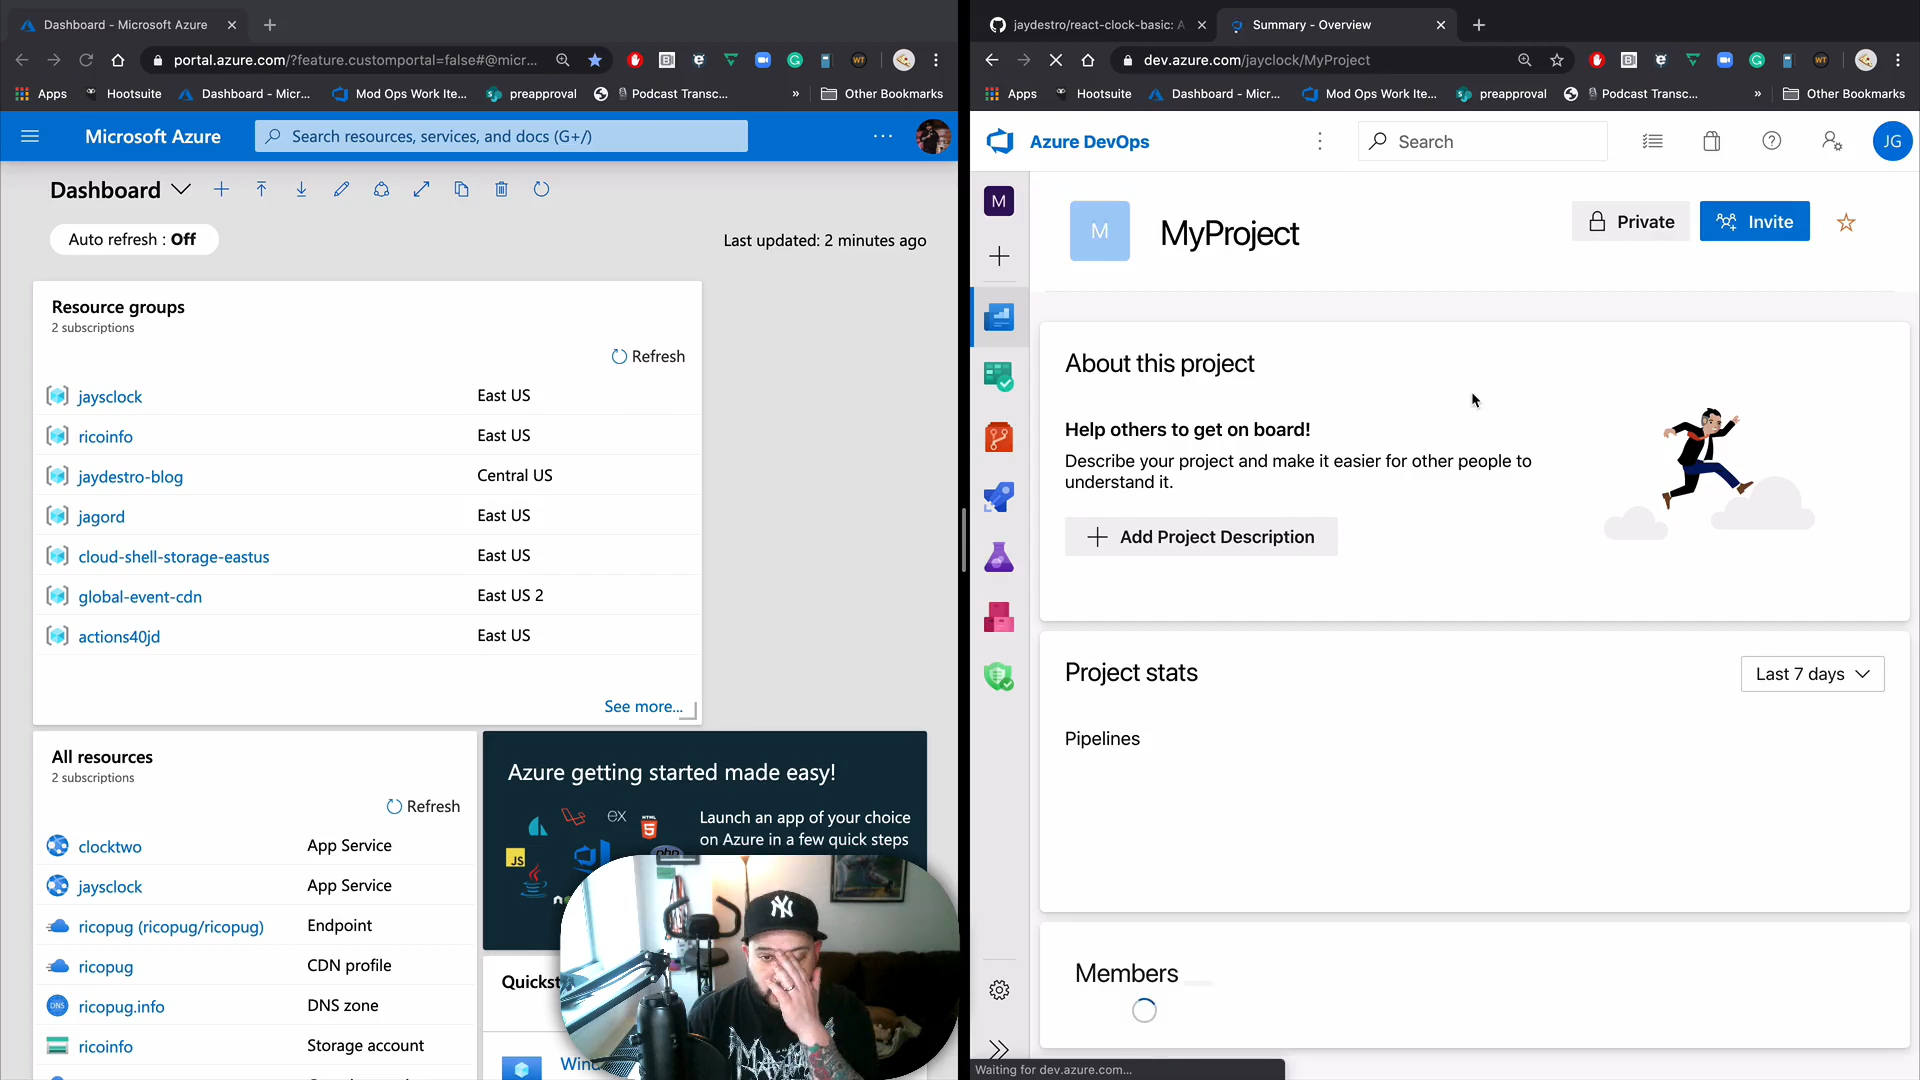 Dashboard - Microsoft Azure
jaydestro/react-clock-basic: A
Summary - Overview
portal.azure.com/?feature.customportal=false#@micr...
dev.azure.com/jayclock/MyProject
Apps
Hootsuite
Dashboard - Micr...
Mod Ops Work Ite...
preapproval
Podcast Transc...
»
Other Bookmarks
Apps
Hootsuite
Dashboard - Micr...
Mod Ops Work Ite...
preapproval
Podcast Transc...
»
Other Bookmarks
Microsoft Azure
Search resources, services, and docs (G+/)
Dashboard
Auto refresh : Off
Last updated: 2 minutes ago
Resource groups
2 subscriptions
Refresh
jaysclock East US
ricoinfo East US
jaydestro-blog Central US
jagord East US
cloud-shell-storage-eastus East US
global-event-cdn East US 2
actions40jd East US
See more...
All resources
2 subscriptions
Refresh
clocktwo App Service
jaysclock App Service
ricopug (ricopug/ricopug) Endpoint
ricopug CDN profile
DNS
ricopug.info DNS zone
ricoinfo Storage account
Azure getting started made easy!
EX
HTML
5
JS
php
Launch an app of your choice
on Azure in a few quick steps
Quickst
Wind
NY
Azure DevOps
Search
JG
M
M
MyProject
Private
Invite
About this project
Help others to get on board!
Describe your project and make it easier for other people to
understand it.
Add Project Description
Project stats
Last 7 days
Pipelines
Members
Waiting for dev.azure.com...